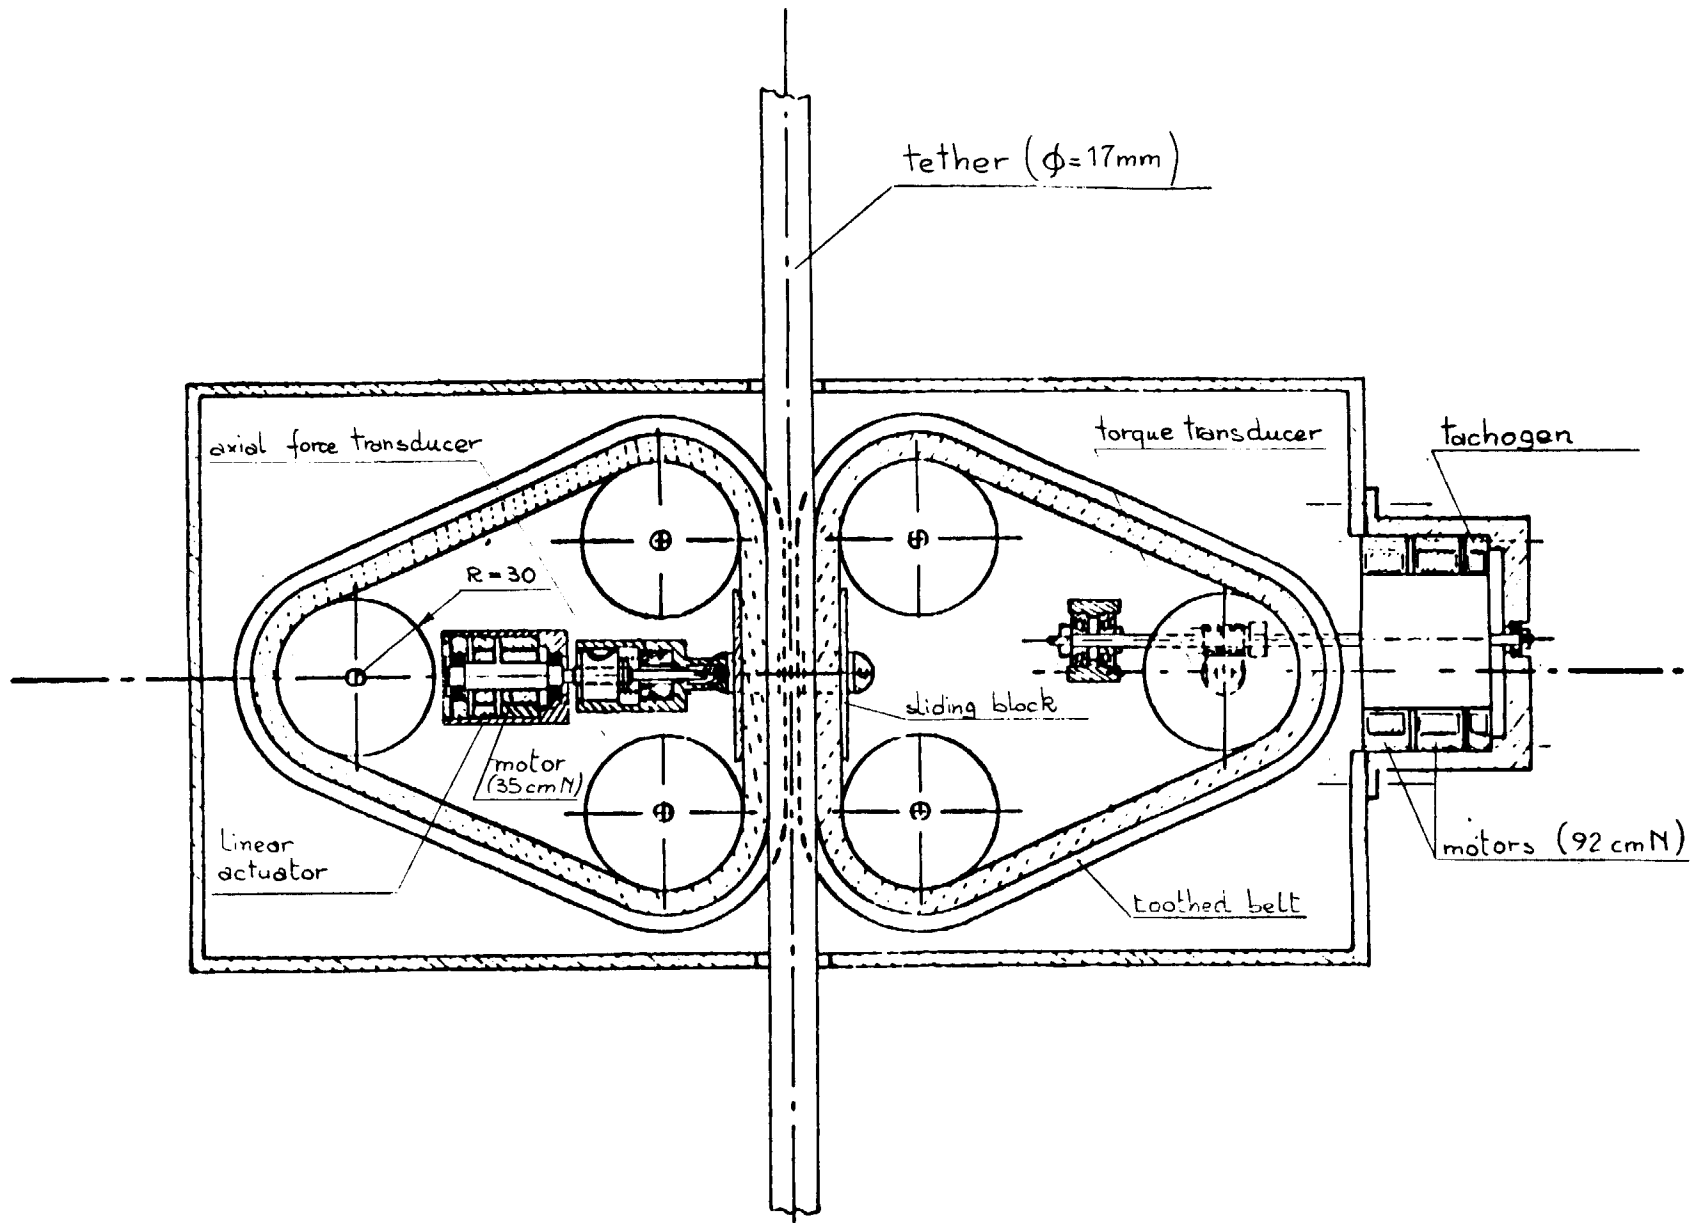 tether (ϕ=17mm)
axial force transducer
torque transducer
tachogen
R=30
sliding block
motor
(35cmN)
Linear
actuator
motors (92 cmN)
toothed belt